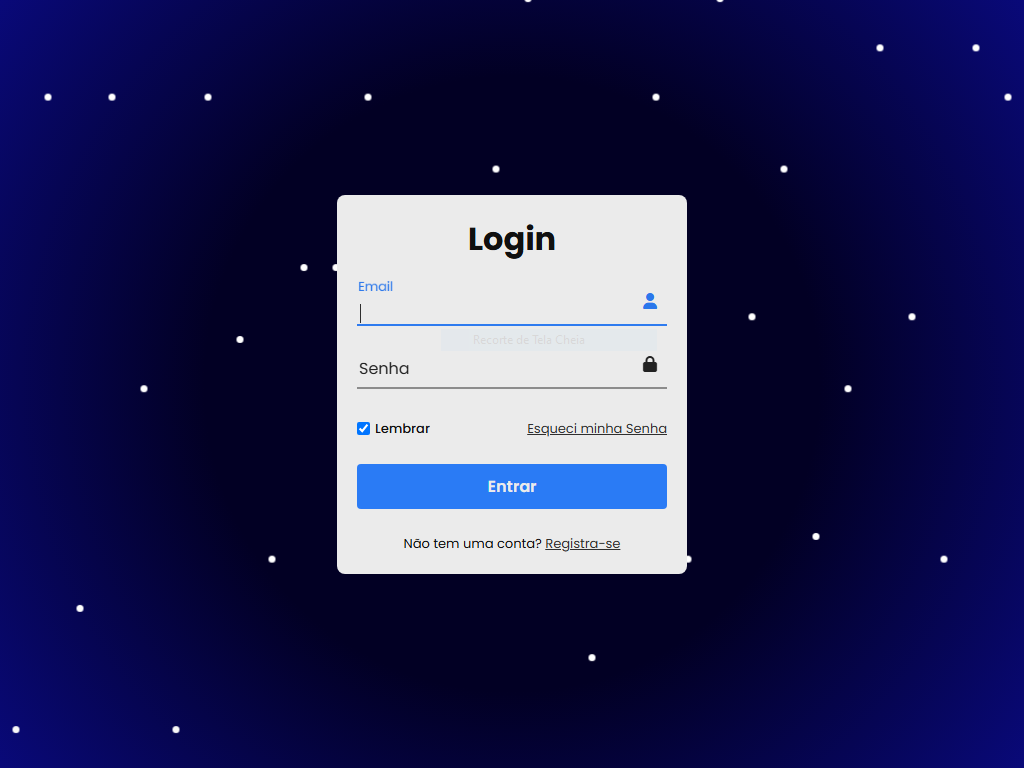 Login
Email
Recorte de Tela Cheia
Senha
Lembrar
Esqueci minha Senha
Entrar
Não tem uma conta? Registra-se